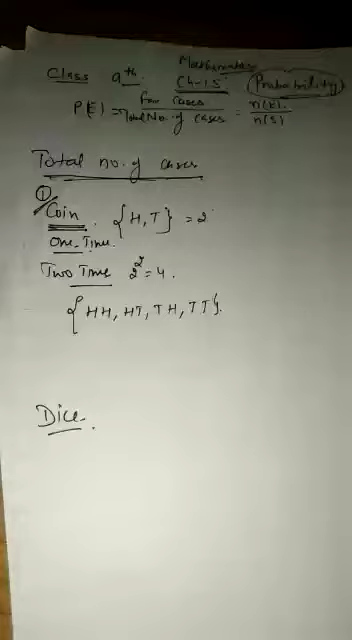 Mathematics
Class 9th. Ch-15 (Probability)
P(E) = Fav cases / Total No. of cases = n(E) / n(S)
Total no. of cases
①
Coin. {H, T} = 2
One-Time.
Two Time 2² = 4.
{HH, HT, TH, TT}.
Dice.